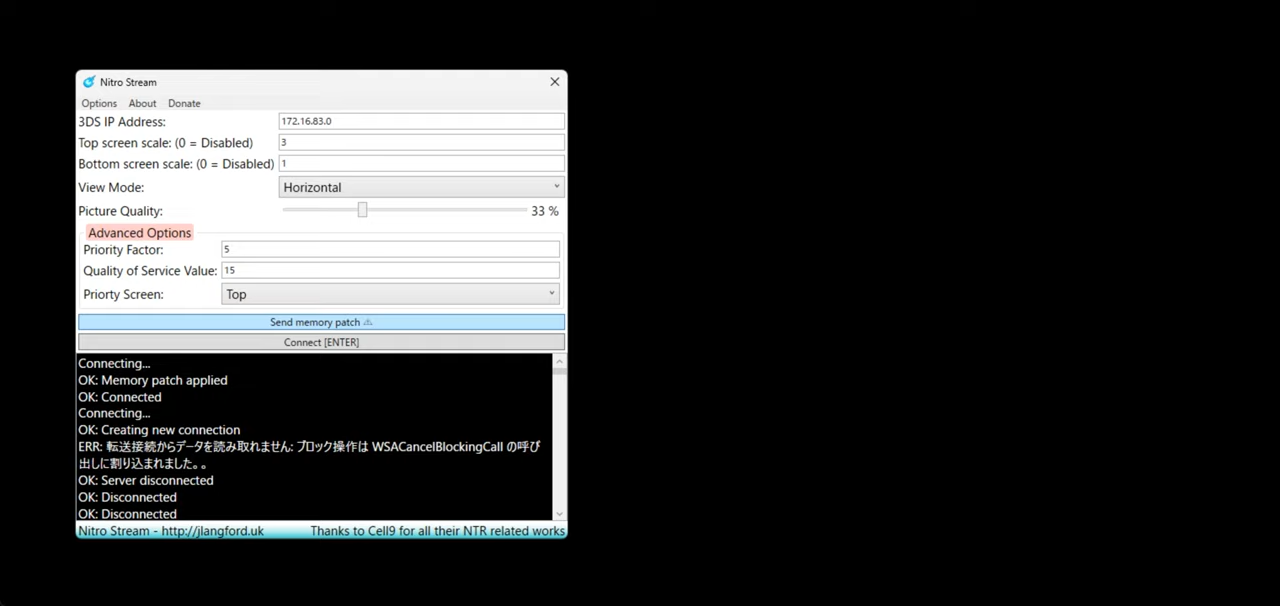 Nitro Stream
Options About Donate
3DS IP Address: 172.16.83.0
Top screen scale: (0 = Disabled) 3
Bottom screen scale: (0 = Disabled) 1
View Mode: Horizontal
Picture Quality: 33 %
Advanced Options
Priority Factor: 5
Quality of Service Value: 15
Priorty Screen: Top
Send memory patch ⚠
Connect [ENTER]
Connecting...
OK: Memory patch applied
OK: Connected
Connecting...
OK: Creating new connection
ERR: 転送接続からデータを読み取れません: ブロック操作は WSACancelBlockingCall の呼び
出しに割り込まれました。。
OK: Server disconnected
OK: Disconnected
OK: Disconnected
Nitro Stream - http://jlangford.uk Thanks to Cell9 for all their NTR related works